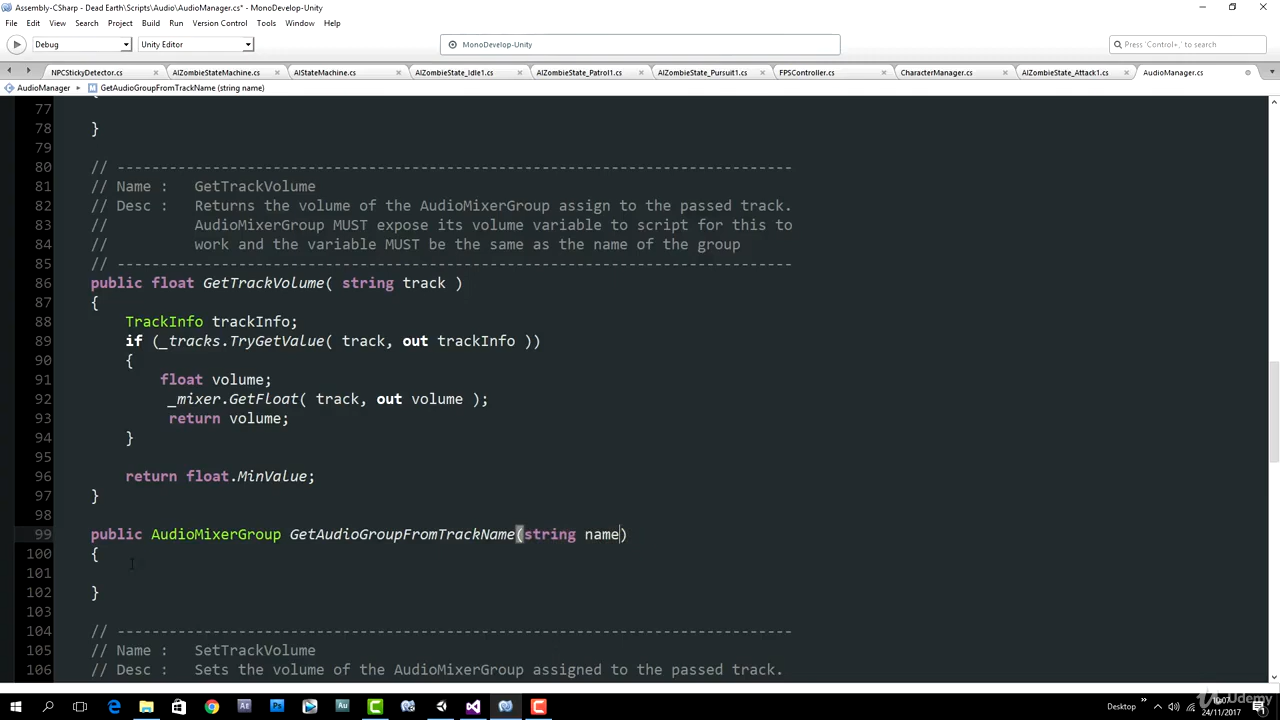 Assembly-CSharp - Dead Earth\Scripts\Audio\AudioManager.cs* - MonoDevelop-Unity
File Edit View Search Project Build Run Version Control Tools Window Help
Debug Unity Editor MonoDevelop-Unity Press 'Control+,' to search
NPCStickyDetector.cs AIZombieStateMachine.cs AIStateMachine.cs AIZombieState_Idle1.cs AIZombieState_Patrol1.cs AIZombieState_Pursuit1.cs FPSController.cs CharacterManager.cs AIZombieState_Attack1.cs AudioManager.cs
AudioManager GetAudioGroupFromTrackName (string name)
77
78 }
79
80 // ------------------------------------------------------------------------------
81 // Name : GetTrackVolume
82 // Desc : Returns the volume of the AudioMixerGroup assign to the passed track.
83 // AudioMixerGroup MUST expose its volume variable to script for this to
84 // work and the variable MUST be the same as the name of the group
85 // ------------------------------------------------------------------------------
86 public float GetTrackVolume( string track )
87 {
88 TrackInfo trackInfo;
89 if (_tracks.TryGetValue( track, out trackInfo ))
90 {
91 float volume;
92 _mixer.GetFloat( track, out volume );
93 return volume;
94 }
95
96 return float.MinValue;
97 }
98
99 public AudioMixerGroup GetAudioGroupFromTrackName(string name)
100 {
101
102 }
103
104 // ------------------------------------------------------------------------------
105 // Name : SetTrackVolume
106 // Desc : Sets the volume of the AudioMixerGroup assigned to the passed track.
Desktop 10:07
24/11/2017
Udemy